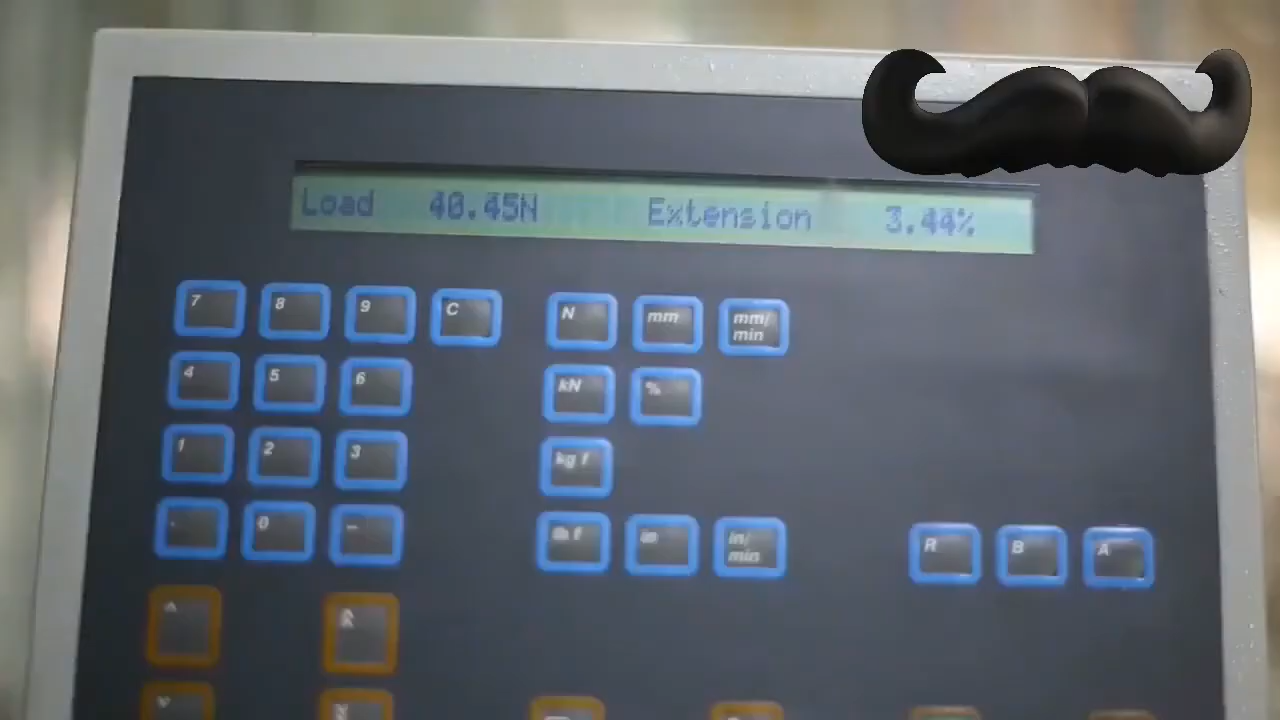 Load 40.45N Extension 3.44%
7 8 9 C N mm mm/min
4 5 6 kN %
1 2 3 kg f
. 0 - in/min R B A